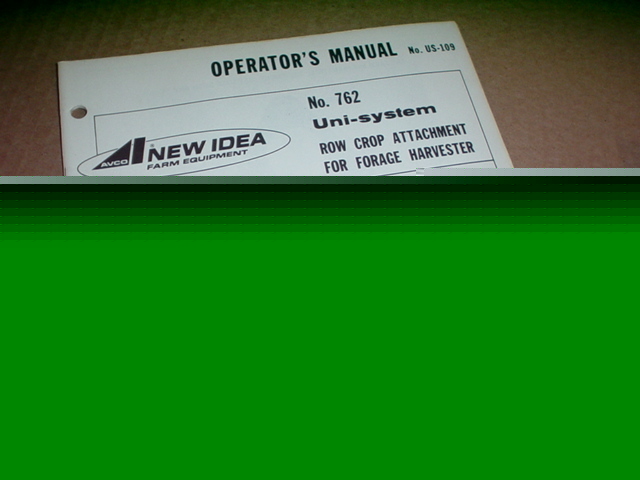 OPERATOR'S MANUAL No. US-109
No. 762
Uni-system
AVCO NEW IDEA
FARM EQUIPMENT
ROW CROP ATTACHMENT
FOR FORAGE HARVESTER